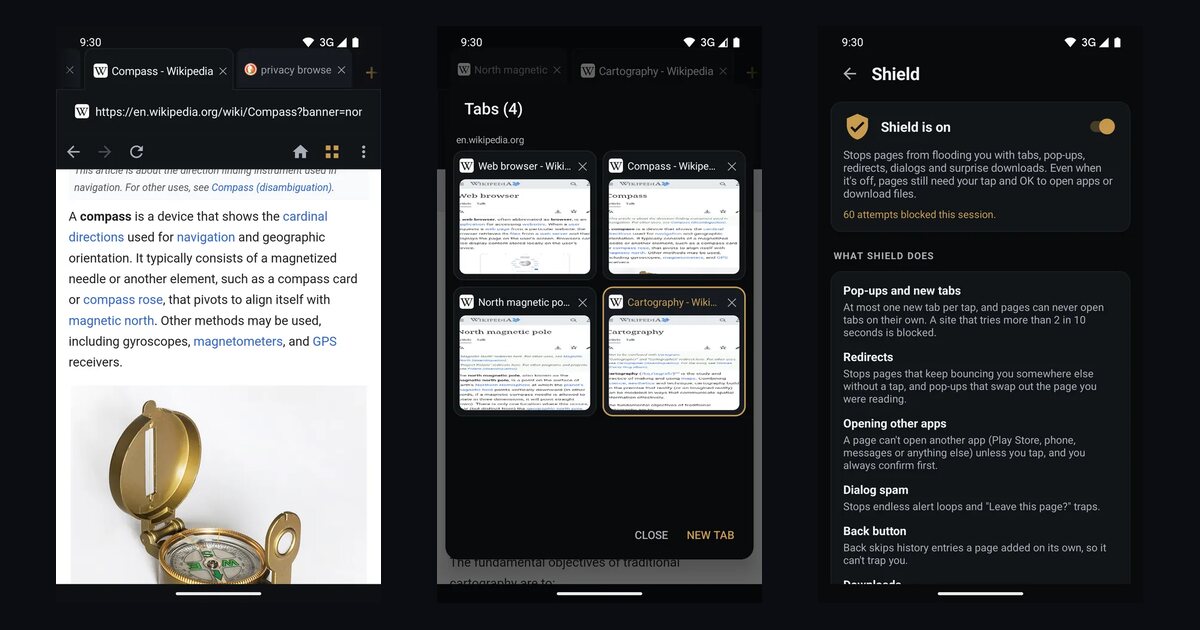 9:30
3G
Compass - Wikipedia
privacy browse
https://en.wikipedia.org/wiki/Compass?banner=nor
This article is about the direction finding instrument used in
navigation. For other uses, see Compass (disambiguation).
A compass is a device that shows the cardinal
directions used for navigation and geographic
orientation. It typically consists of a magnetized
needle or another element, such as a compass card
or compass rose, that pivots to align itself with
magnetic north. Other methods may be used,
including gyroscopes, magnetometers, and GPS
receivers.
9:30
3G
North magnetic
Cartography - Wikipedia
Tabs (4)
en.wikipedia.org
Web browser - Wiki...
Compass - Wikipe...
WIKIPEDIA
Web browser
WIKIPEDIA
Compass
North magnetic po...
Cartography - Wiki...
WIKIPEDIA
North magnetic pole
WIKIPEDIA
Cartography
CLOSE
NEW TAB
The fundamental objectives of traditional
cartography are to:
9:30
3G
Shield
Shield is on
Stops pages from flooding you with tabs, pop-ups,
redirects, dialogs and surprise downloads. Even when
it's off, pages still need your tap and OK to open apps or
download files.
60 attempts blocked this session.
WHAT SHIELD DOES
Pop-ups and new tabs
At most one new tab per tap, and pages can never open
tabs on their own. A site that tries more than 2 in 10
seconds is blocked.
Redirects
Stops pages that keep bouncing you somewhere else
without a tap, and pop-ups that swap out the page you
were reading.
Opening other apps
A page can't open another app (Play Store, phone,
messages or anything else) unless you tap, and you
always confirm first.
Dialog spam
Stops endless alert loops and "Leave this page?" traps.
Back button
Back skips history entries a page added on its own, so it
can't trap you.
Downloads